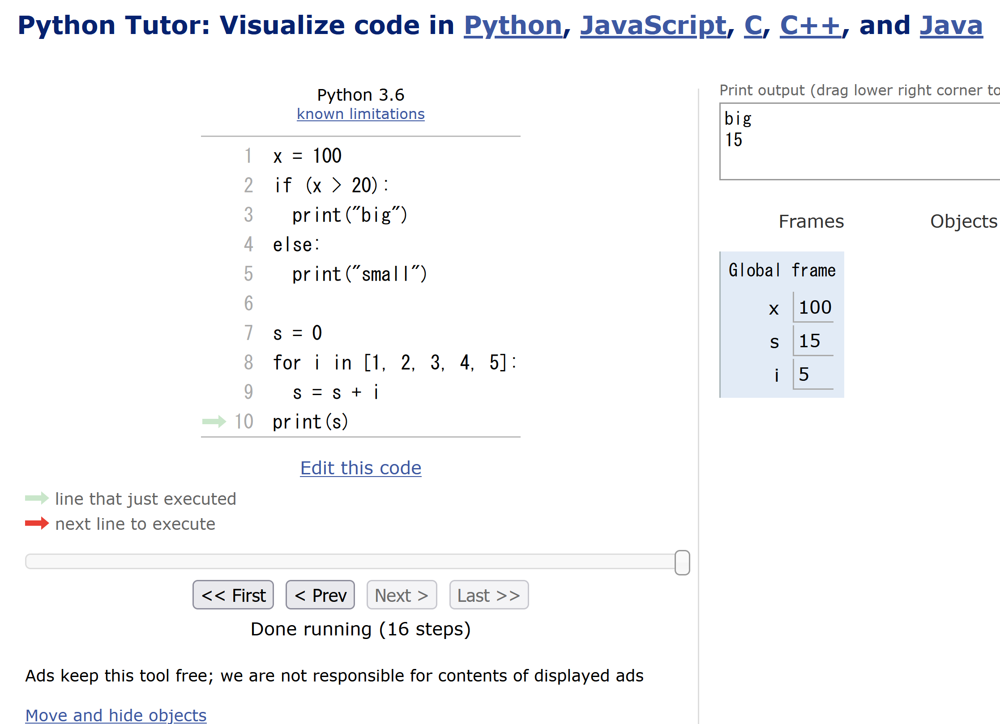 Python Tutor: Visualize code in Python, JavaScript, C, C++, and Java
Python 3.6
known limitations
1 x = 100
2 if (x > 20):
3   print("big")
4 else:
5   print("small")
6
7 s = 0
8 for i in [1, 2, 3, 4, 5]:
9   s = s + i
10 print(s)
Edit this code
line that just executed
next line to execute
<< First
< Prev
Next >
Last >>
Done running (16 steps)
Ads keep this tool free; we are not responsible for contents of displayed ads
Move and hide objects
Print output (drag lower right corner to
big
15
Frames
Objects
Global frame
x 100
s 15
i 5